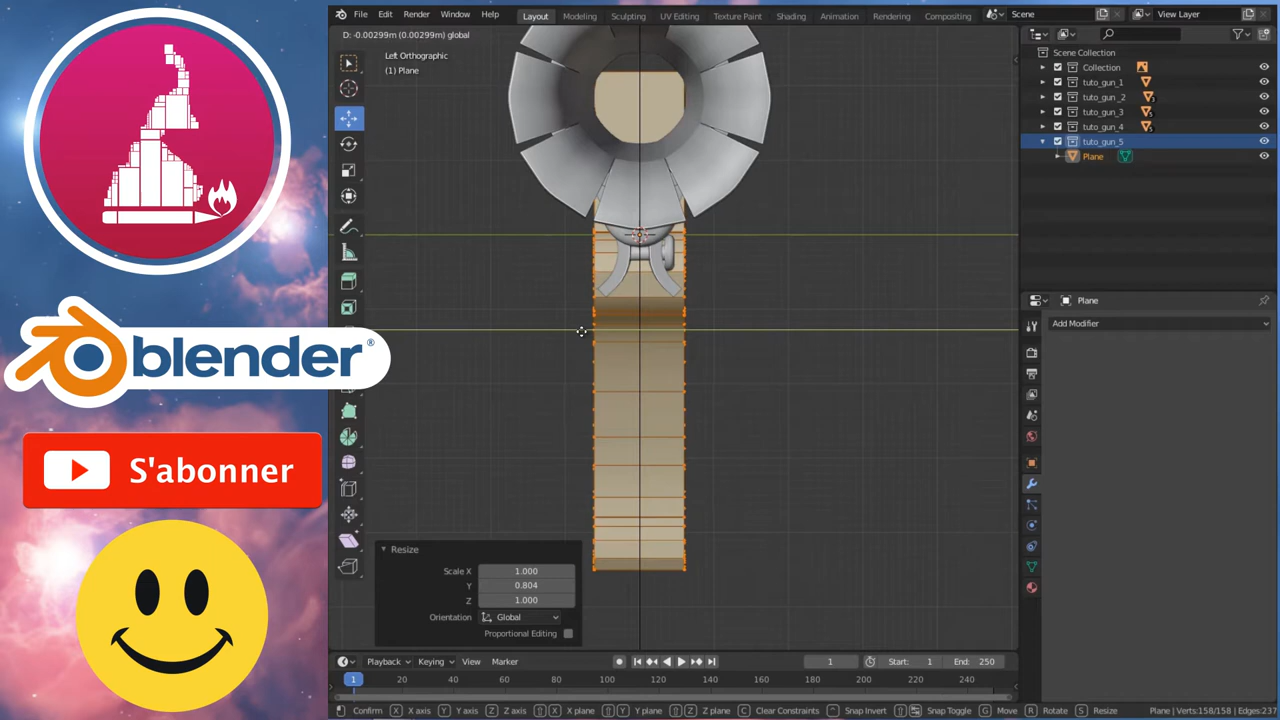 File Edit Render Window Help
Layout Modeling Sculpting UV Editing Texture Paint Shading Animation Rendering Compositing
Scene
View Layer
D: -0.00299m (0.00299m) global
Left Orthographic
(1) Plane
Scene Collection
Collection
tuto_gun_1
tuto_gun _2
tuto_gun_3
tuto_gun_4
tuto_gun_5
Plane
Plane
Add Modifier
blender®
S'abonner
Resize
Scale X 1.000
Y 0.804
Z 1.000
Orientation Global
Proportional Editing
Playback Keying View Marker
1
Start: 1
End: 250
1 20 40 60 80 100 120 140 160 180 200 220 240
Confirm X X axis Y Y axis Z Z axis X X plane Y Y plane Z Z plane C Clear Constraints Snap Invert Snap Toggle G Move R Rotate S Resize
Plane | Verts:158/158 | Edges:237